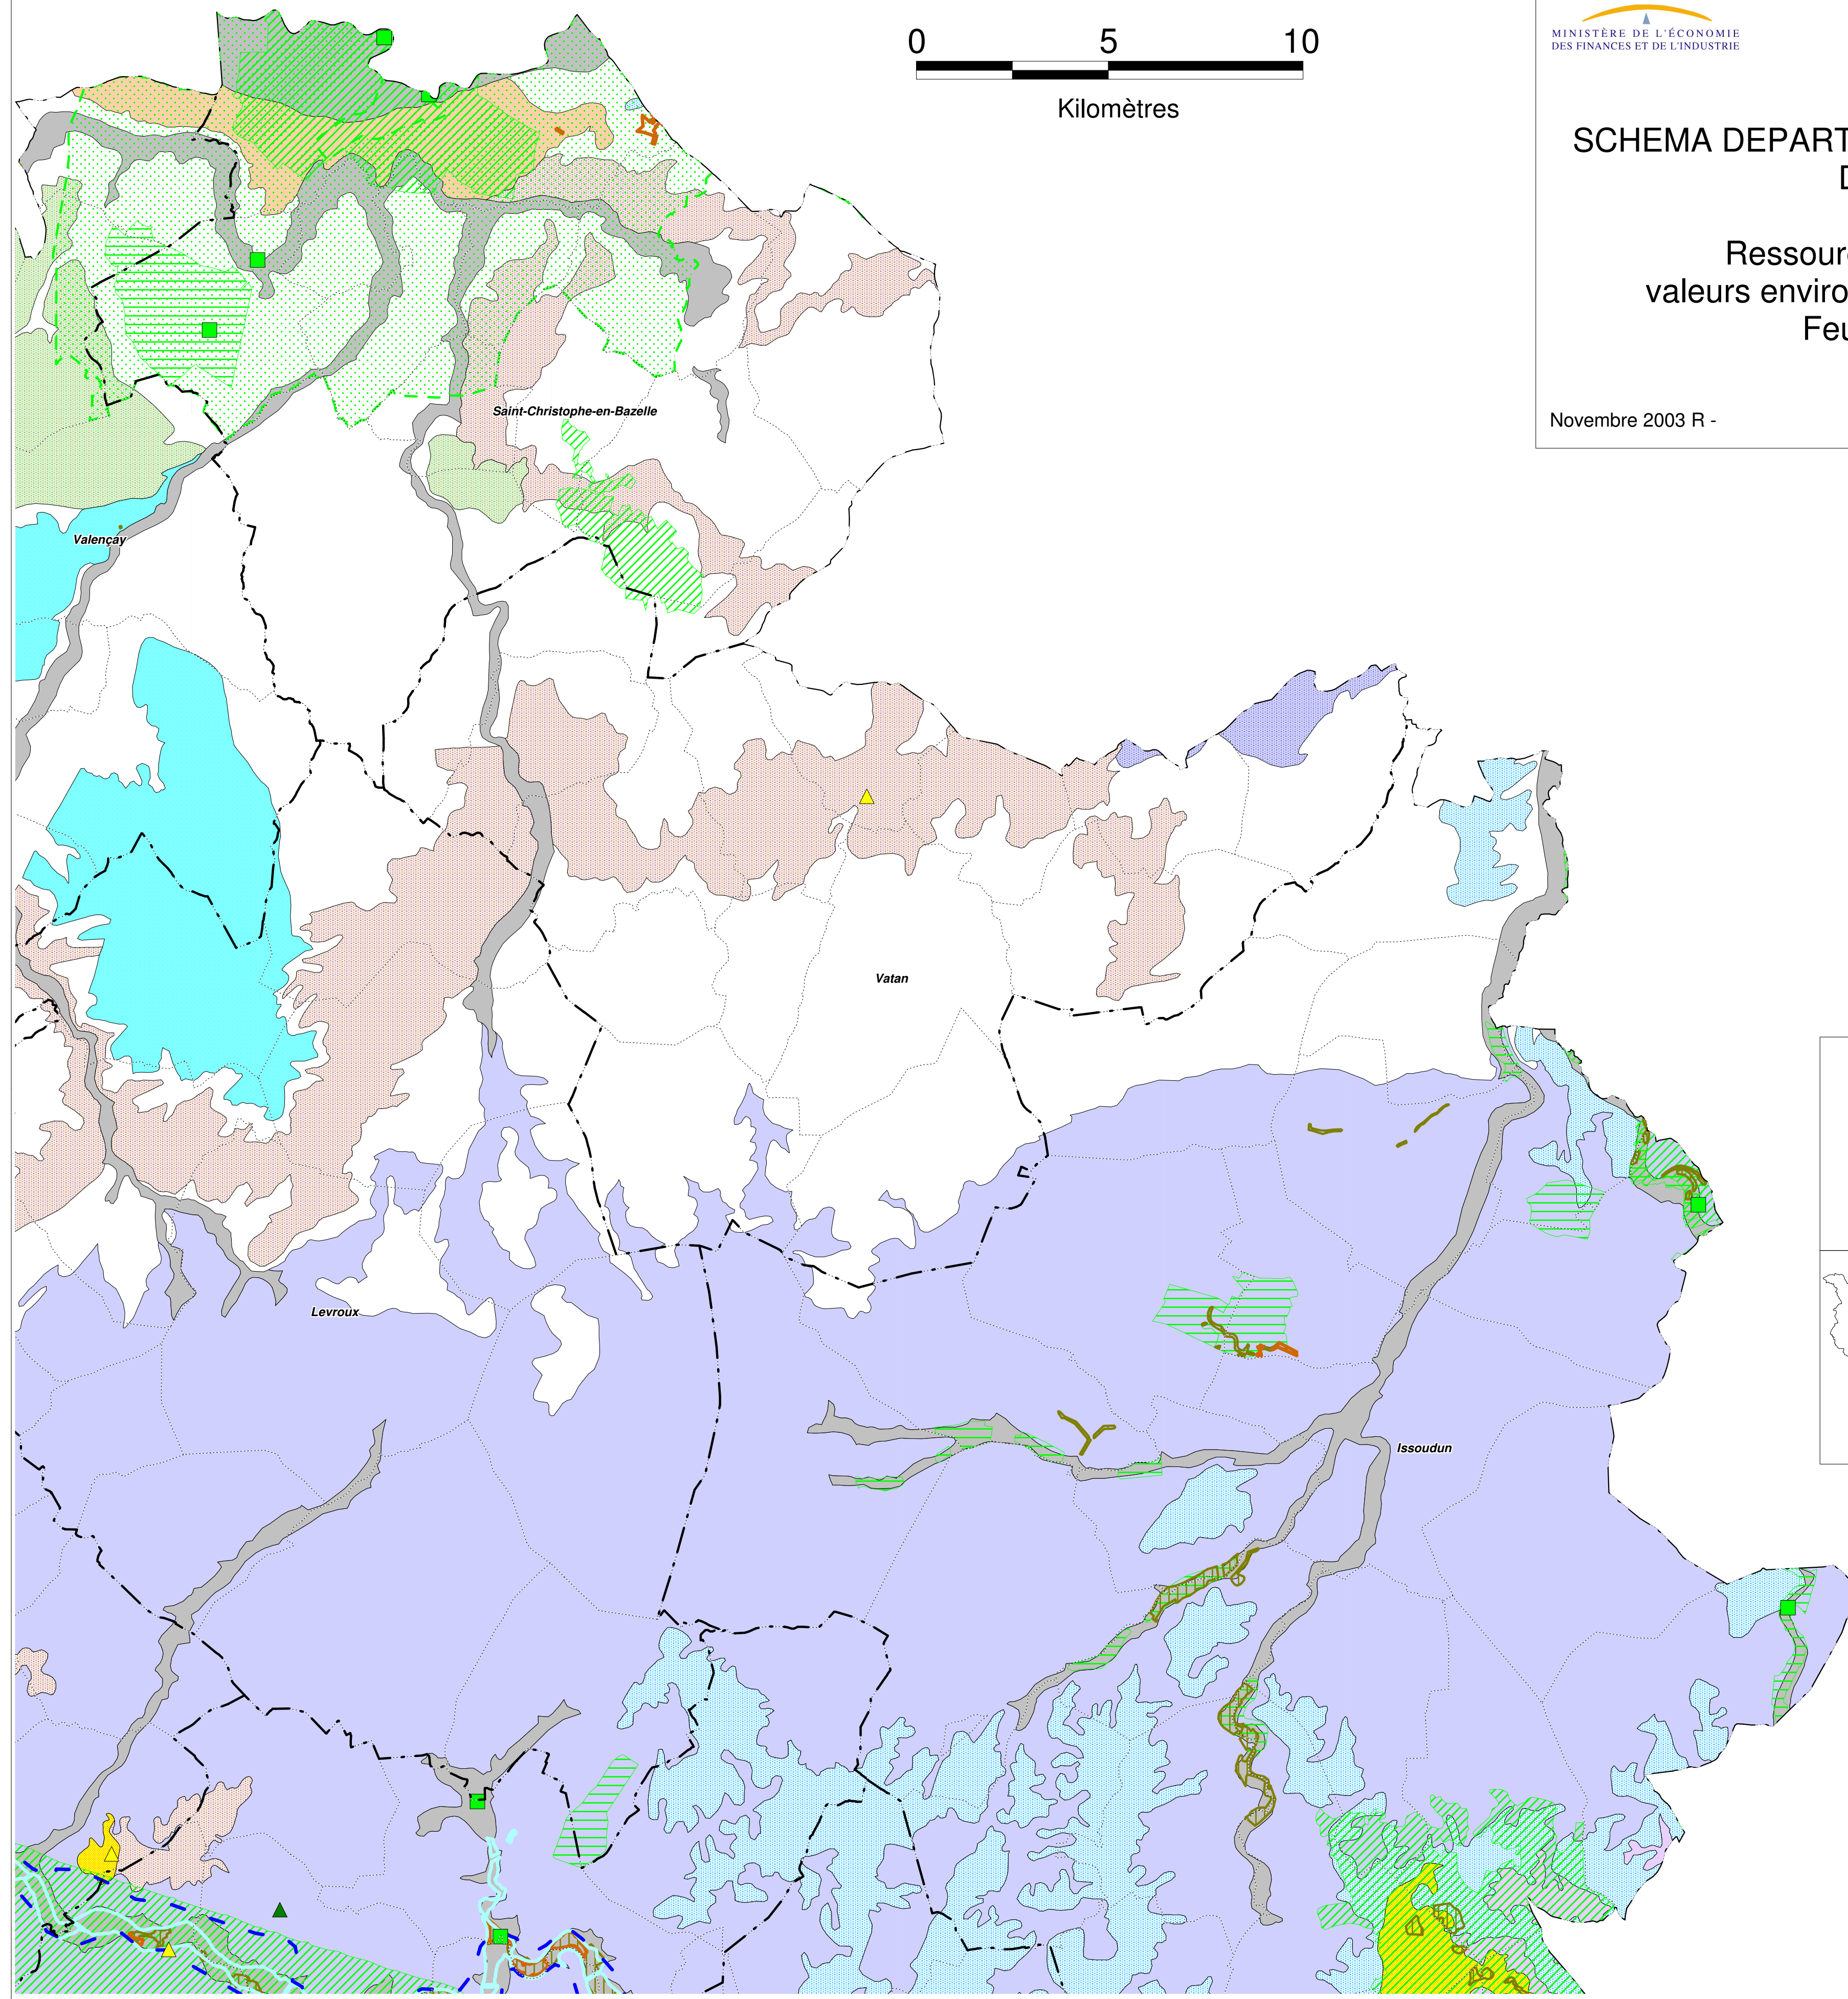 0 5 10
Kilomètres
MINISTÈRE DE L'ÉCONOMIE
DES FINANCES ET DE L'INDUSTRIE
SCHEMA DEPART
D
Ressour
valeurs enviro
Feu
Novembre 2003 R -
Saint-Christophe-en-Bazelle
Valençay
Vatan
Levroux
Issoudun